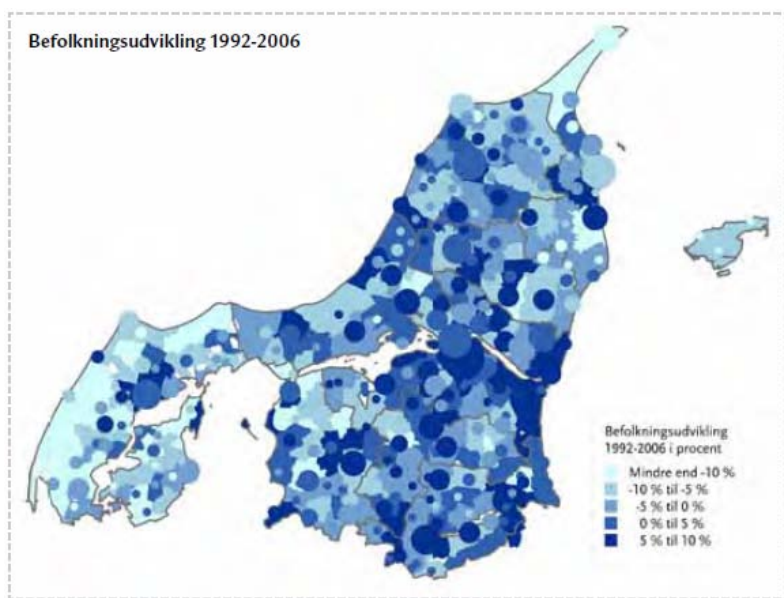 Befolkningsudvikling 1992-2006
Befolkningsudvikling
1992-2006 i procent
Mindre end -10 %
-10 % til -5 %
-5 % til 0 %
0 % til 5 %
5 % til 10 %